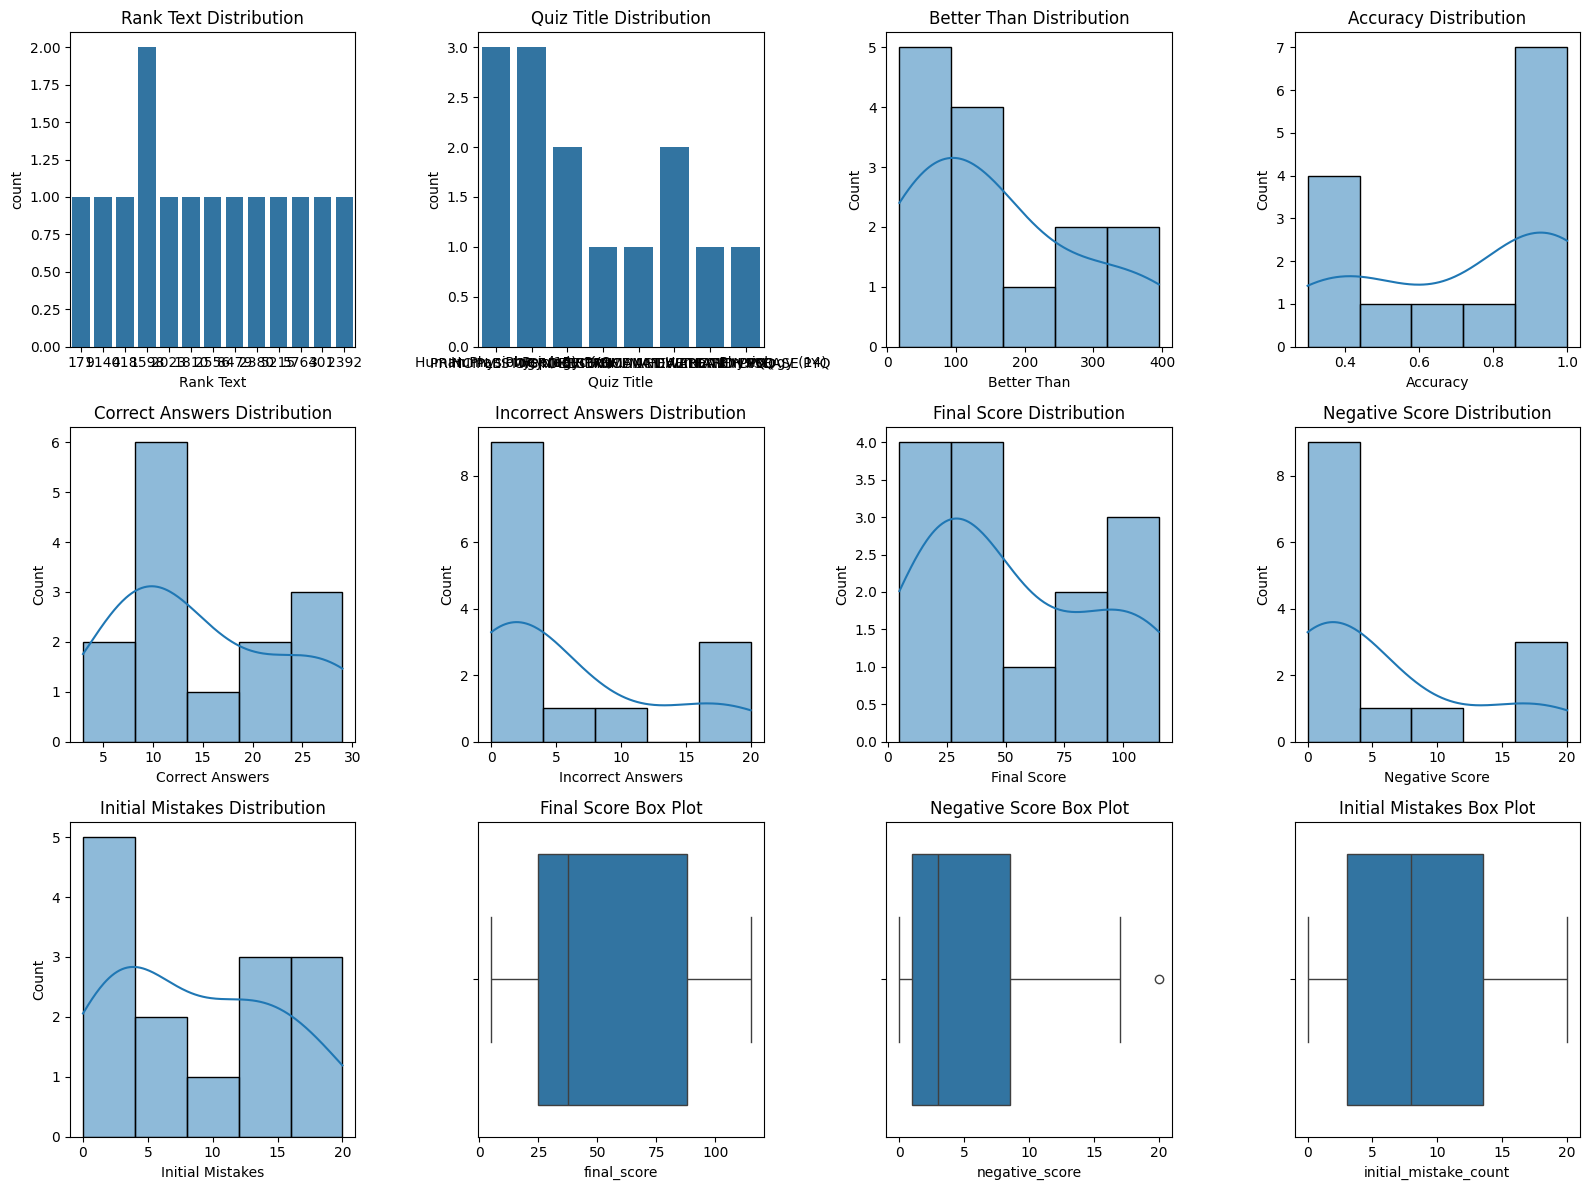 Rank Text Distribution
Quiz Title Distribution
Better Than Distribution
Accuracy Distribution
2.00
1.75
1.50
1.25
1.00
0.75
0.50
0.25
0.00
count
Rank Text
3.0
2.5
2.0
1.5
1.0
0.5
0.0
count
Quiz Title
5
4
3
2
1
0
Count
0 100 200 300 400
Better Than
7
6
5
4
3
2
1
0
Count
0.4 0.6 0.8 1.0
Accuracy
Correct Answers Distribution
Incorrect Answers Distribution
Final Score Distribution
Negative Score Distribution
6
5
4
3
2
1
0
Count
5 10 15 20 25 30
Correct Answers
8
6
4
2
0
Count
0 5 10 15 20
Incorrect Answers
4.0
3.5
3.0
2.5
2.0
1.5
1.0
0.5
0.0
Count
0 25 50 75 100
Final Score
8
6
4
2
0
Count
0 5 10 15 20
Negative Score
Initial Mistakes Distribution
Final Score Box Plot
Negative Score Box Plot
Initial Mistakes Box Plot
5
4
3
2
1
0
Count
0 5 10 15 20
Initial Mistakes
0 25 50 75 100
final_score
0 5 10 15 20
negative_score
0 5 10 15 20
initial_mistake_count